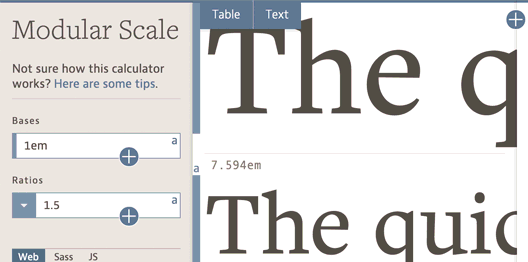 Modular Scale
Not sure how this calculator
works? Here are some tips.
Bases
1em
a
Ratios
1.5
a
Web Sass JS
Table Text
The q
a
7.594em
The quic